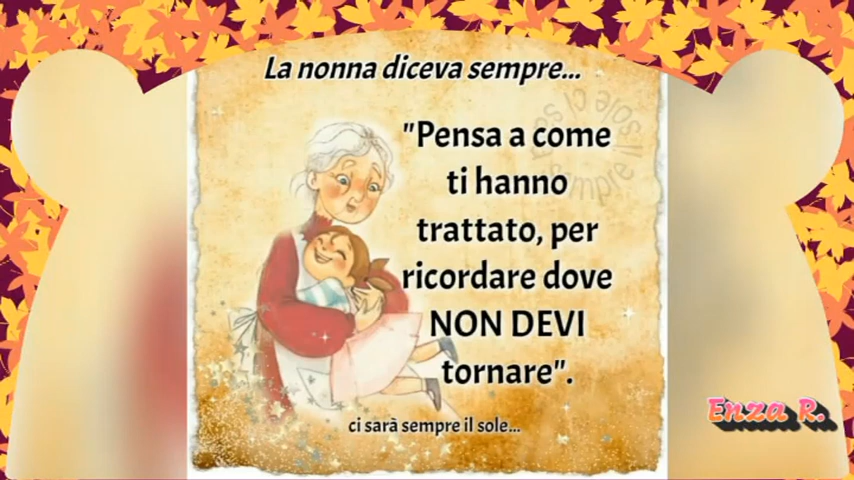 La nonna diceva sempre...
"Pensa a come
ti hanno
trattato, per
ricordare dove
NON DEVI
tornare".
ci sarà sempre il sole...
Enza R.